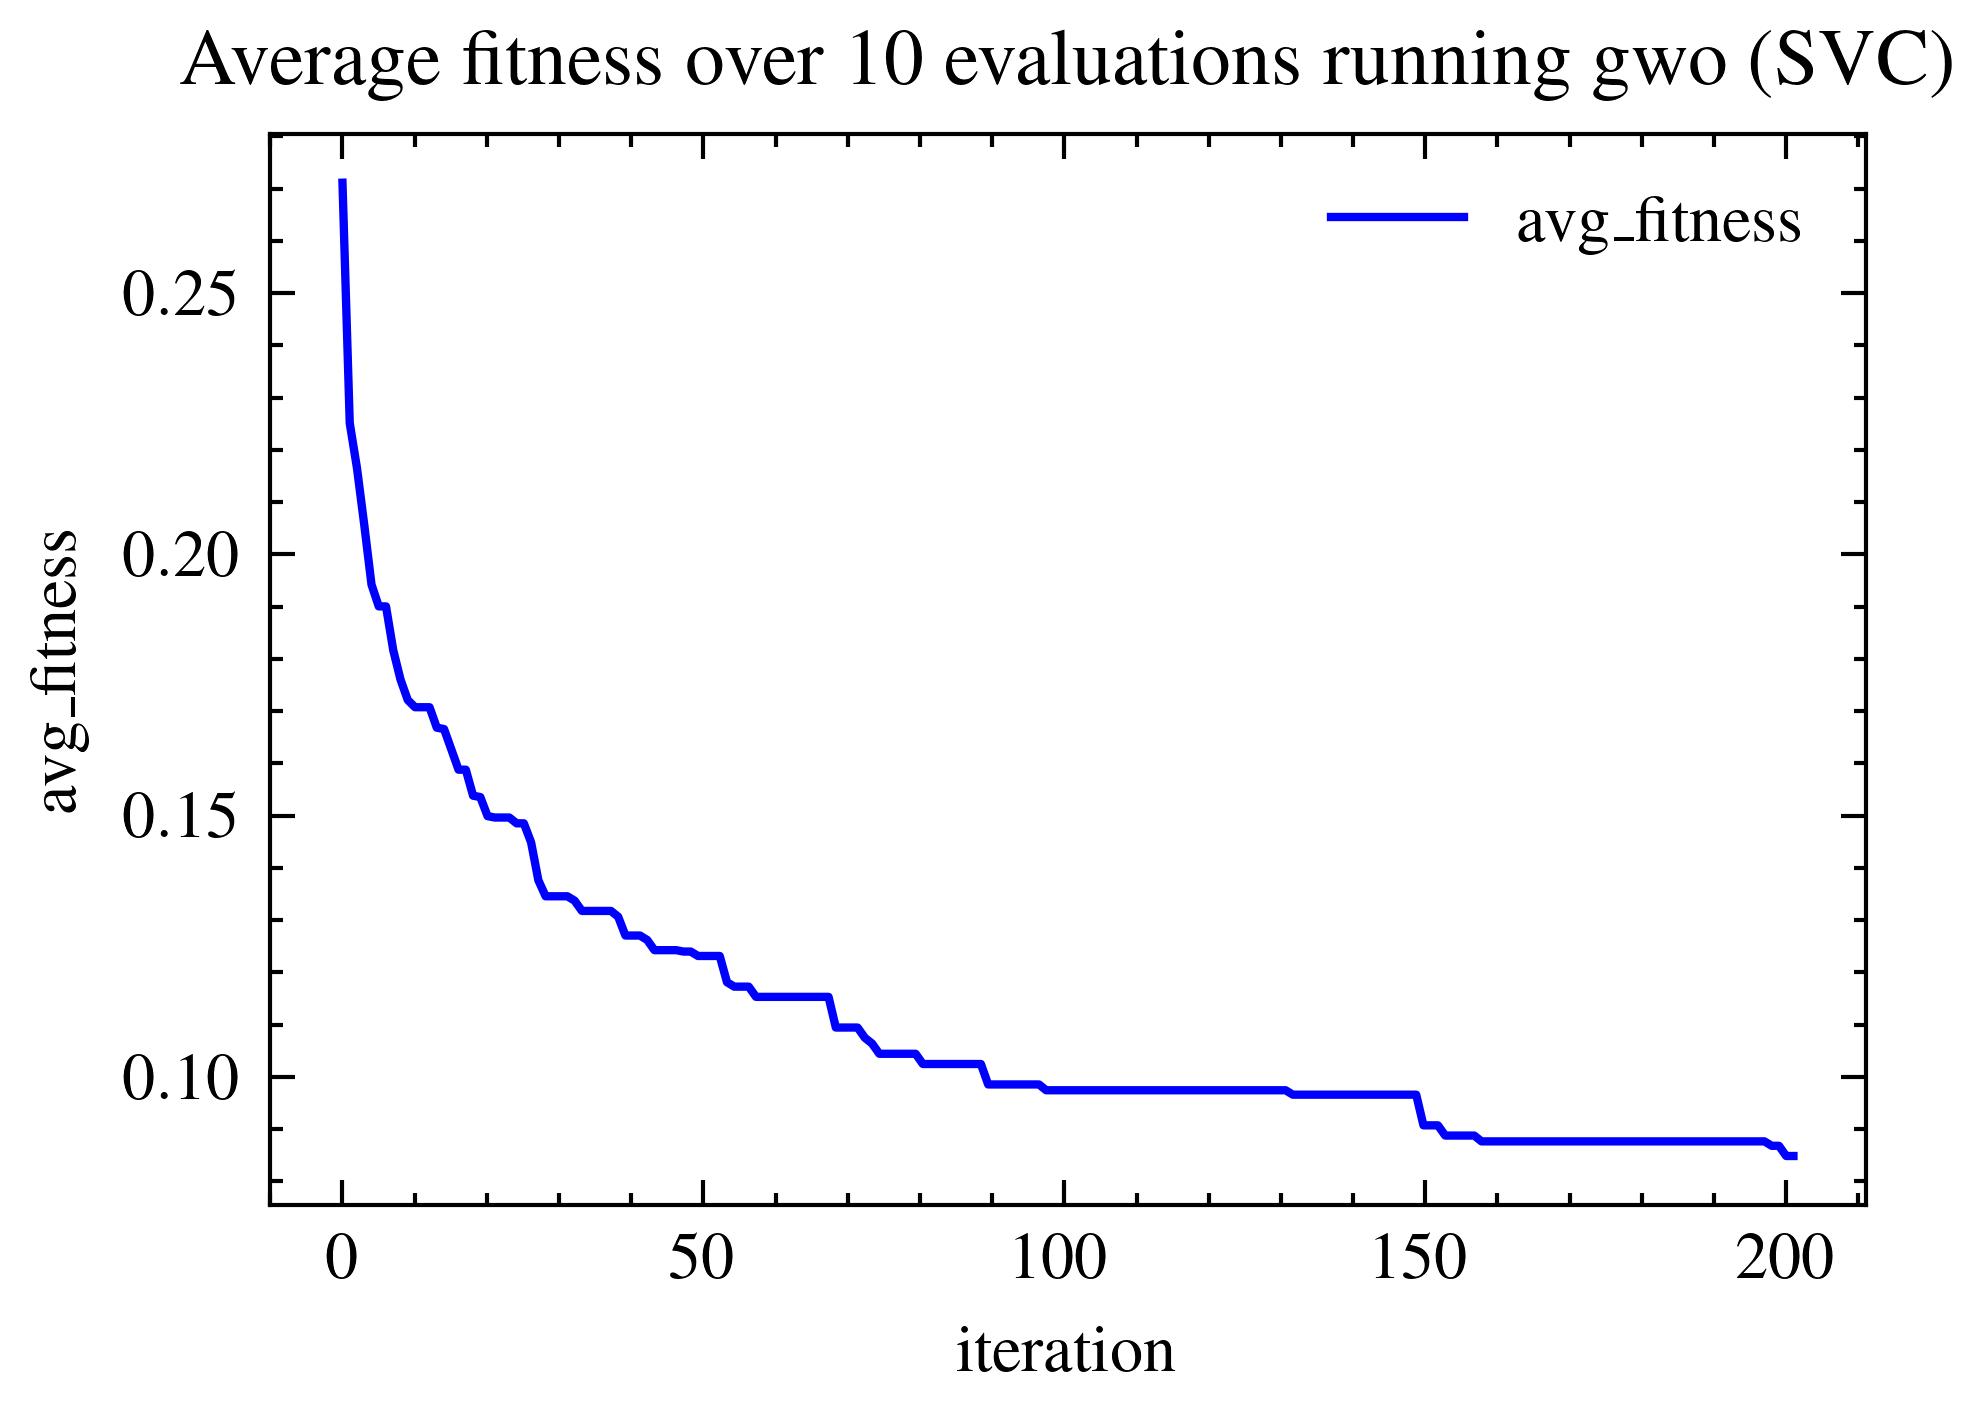 Average fitness over 10 evaluations running gwo (SVC)
avg_fitness
0.25
0.20
0.15
0.10
avg_fitness
0 50 100 150 200
iteration